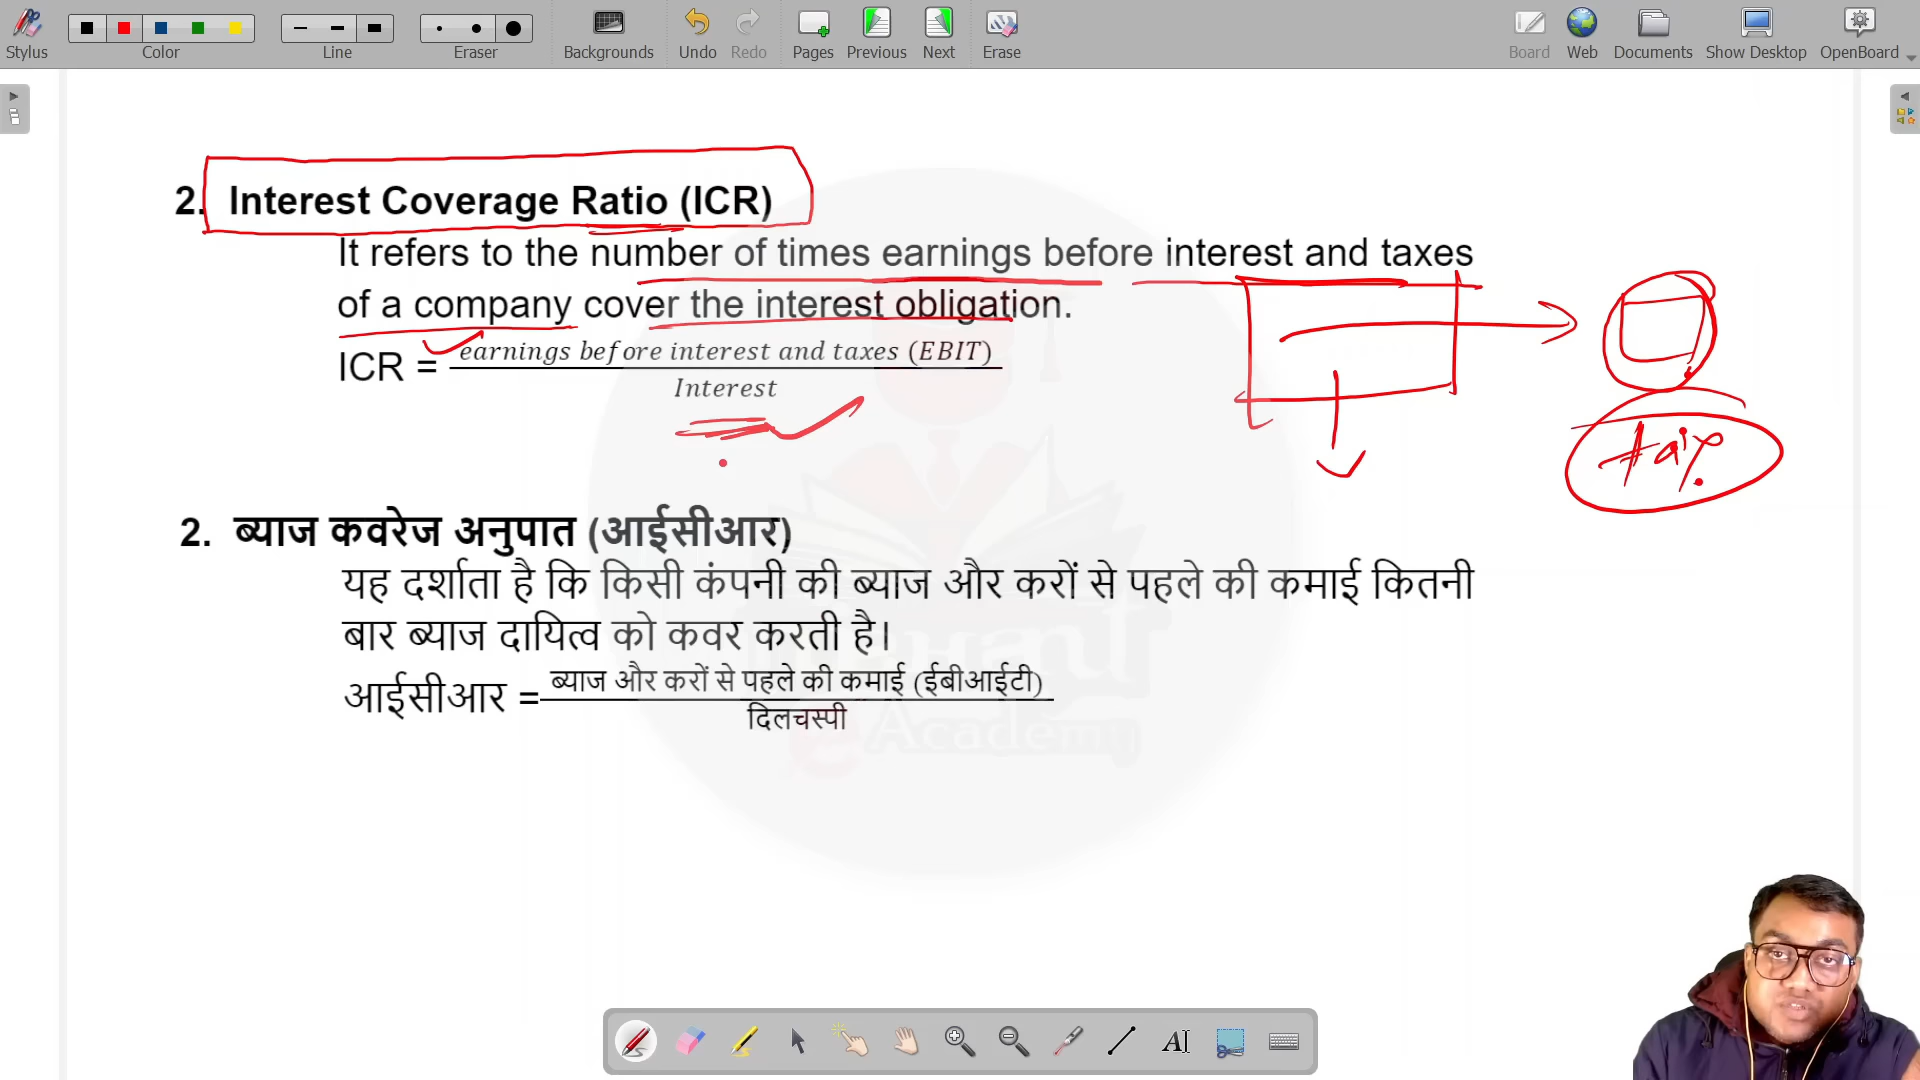 Stylus
Color
Line
Eraser
Backgrounds
Undo
Redo
Pages
Previous
Next
Erase
Board
Web
Documents
Show Desktop
OpenBoard
2. Interest Coverage Ratio (ICR)
It refers to the number of times earnings before interest and taxes
of a company cover the interest obligation.
ICR = earnings before interest and taxes (EBIT)
Interest
tax
2. ब्याज कवरेज अनुपात (आईसीआर)
यह दर्शाता है कि किसी कंपनी की ब्याज और करों से पहले की कमाई कितनी
बार ब्याज दायित्व को कवर करती है।
आईसीआर = ब्याज और करों से पहले की कमाई (ईबीआईटी)
दिलचस्पी
Academy